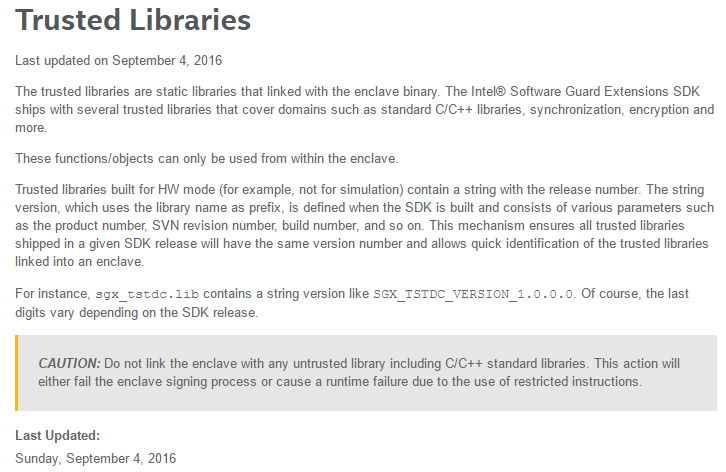 Trusted Libraries
Last updated on September 4, 2016
The trusted libraries are static libraries that linked with the enclave binary. The Intel® Software Guard Extensions SDK
ships with several trusted libraries that cover domains such as standard C/C++ libraries, synchronization, encryption and
more.
These functions/objects can only be used from within the enclave.
Trusted libraries built for HW mode (for example, not for simulation) contain a string with the release number. The string
version, which uses the library name as prefix, is defined when the SDK is built and consists of various parameters such
as the product number, SVN revision number, build number, and so on. This mechanism ensures all trusted libraries
shipped in a given SDK release will have the same version number and allows quick identification of the trusted libraries
linked into an enclave.
For instance, sgx_tstdc.lib contains a string version like SGX_TSTDC_VERSION_1.0.0.0. Of course, the last
digits vary depending on the SDK release.
CAUTION: Do not link the enclave with any untrusted library including C/C++ standard libraries. This action will
either fail the enclave signing process or cause a runtime failure due to the use of restricted instructions.
Last Updated:
Sunday, September 4, 2016